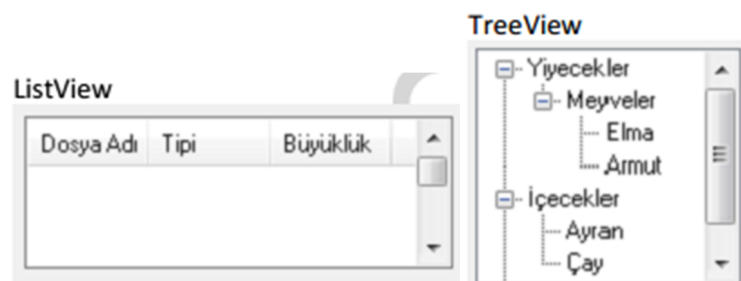 TreeView
ListView
Dosya Adı Tipi Büyüklük
Yiyecekler
Meyveler
Elma
Armut
İçecekler
Ayran
Çay